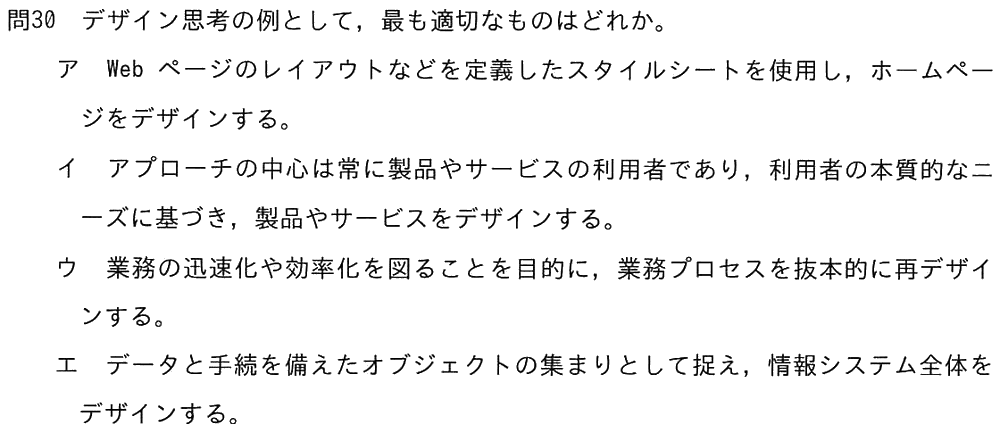 問30　デザイン思考の例として，最も適切なものはどれか。
ア　Web ページのレイアウトなどを定義したスタイルシートを使用し，ホームペー
ジをデザインする。
イ　アプローチの中心は常に製品やサービスの利用者であり，利用者の本質的なニ
ーズに基づき，製品やサービスをデザインする。
ウ　業務の迅速化や効率化を図ることを目的に，業務プロセスを抜本的に再デザイ
ンする。
エ　データと手続を備えたオブジェクトの集まりとして捉え，情報システム全体を
デザインする。